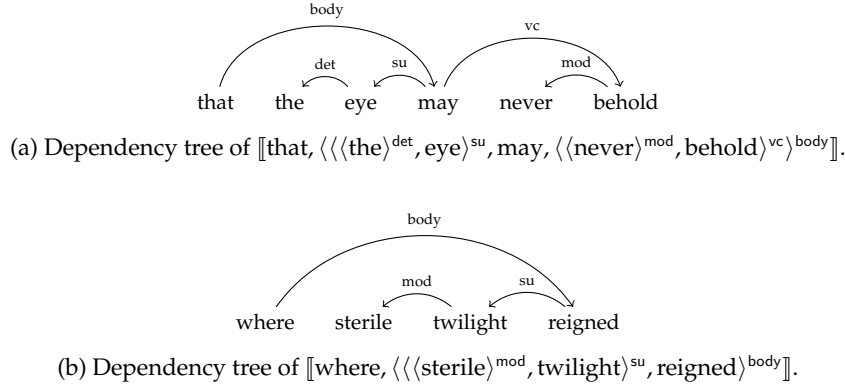 body
vc
det su mod
that the eye may never behold
(a) Dependency tree of ⟦that, ⟨⟨⟨the⟩^det, eye⟩^su, may, ⟨⟨never⟩^mod, behold⟩^vc⟩^body⟧.
body
mod su
where sterile twilight reigned
(b) Dependency tree of ⟦where, ⟨⟨⟨sterile⟩^mod, twilight⟩^su, reigned⟩^body⟧.